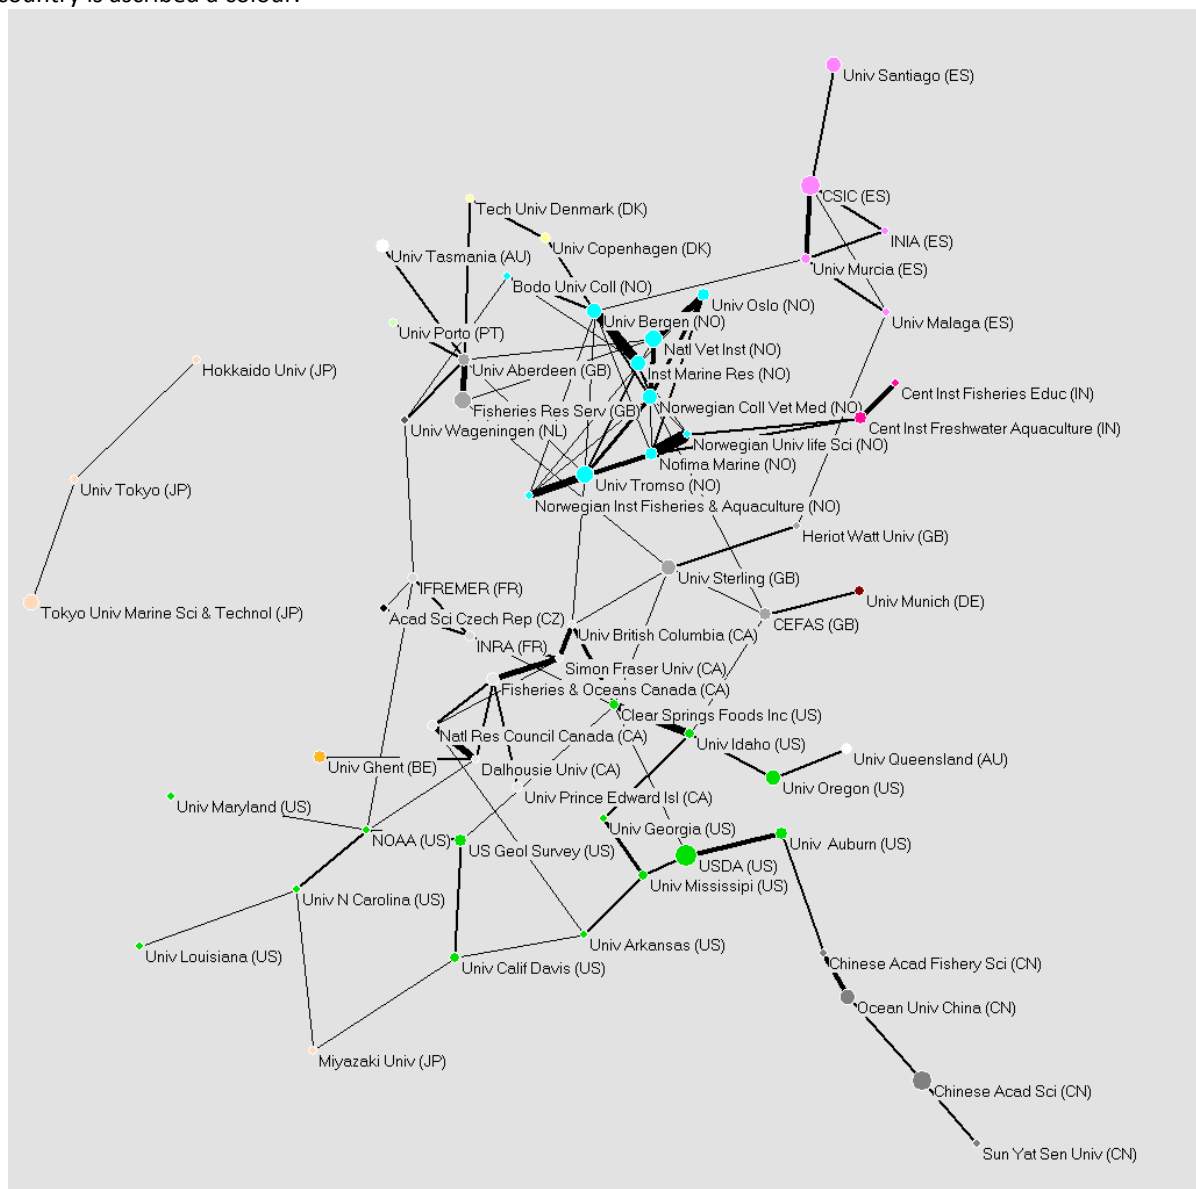 country is ascribed a colour.
Univ Santiago (ES)
CSIC (ES)
Tech Univ Denmark (DK)
INIA (ES)
Univ Copenhagen (DK)
Univ Tasmania (AU)
Univ Murcia (ES)
Bodo Univ Coll (NO)
Univ Oslo (NO)
Univ Bergen (NO)
Univ Malaga (ES)
Univ Porto (PT)
Natl Vet Inst (NO)
Hokkaido Univ (JP)
Univ Aberdeen (GB)
Inst Marine Res (NO)
Cent Inst Fisheries Educ (IN)
Norwegian Coll Vet Med (NO)
Fisheries Res Serv (GB)
Cent Inst Freshwater Aquaculture (IN)
Univ Wageningen (NL)
Norwegian Univ life Sci (NO)
Nofima Marine (NO)
Univ Tokyo (JP)
Univ Tromso (NO)
Norwegian Inst Fisheries & Aquaculture (NO)
Heriot Watt Univ (GB)
Univ Sterling (GB)
IFREMER (FR)
Univ Munich (DE)
Tokyo Univ Marine Sci & Technol (JP)
Acad Sci Czech Rep (CZ)
CEFAS (GB)
Univ British Columbia (CA)
INRA (FR)
Simon Fraser Univ (CA)
Fisheries & Oceans Canada (CA)
Clear Springs Foods Inc (US)
Natl Res Council Canada (CA)
Univ Idaho (US)
Univ Queensland (AU)
Univ Ghent (BE)
Dalhousie Univ (CA)
Univ Oregon (US)
Univ Prince Edward Isl (CA)
Univ Maryland (US)
Univ Georgia (US)
NOAA (US)
US Geol Survey (US)
Univ  Auburn (US)
USDA (US)
Univ Mississipi (US)
Univ N Carolina (US)
Univ Arkansas (US)
Univ Louisiana (US)
Univ Calif Davis (US)
Chinese Acad Fishery Sci (CN)
Ocean Univ China (CN)
Miyazaki Univ (JP)
Chinese Acad Sci (CN)
Sun Yat Sen Univ (CN)